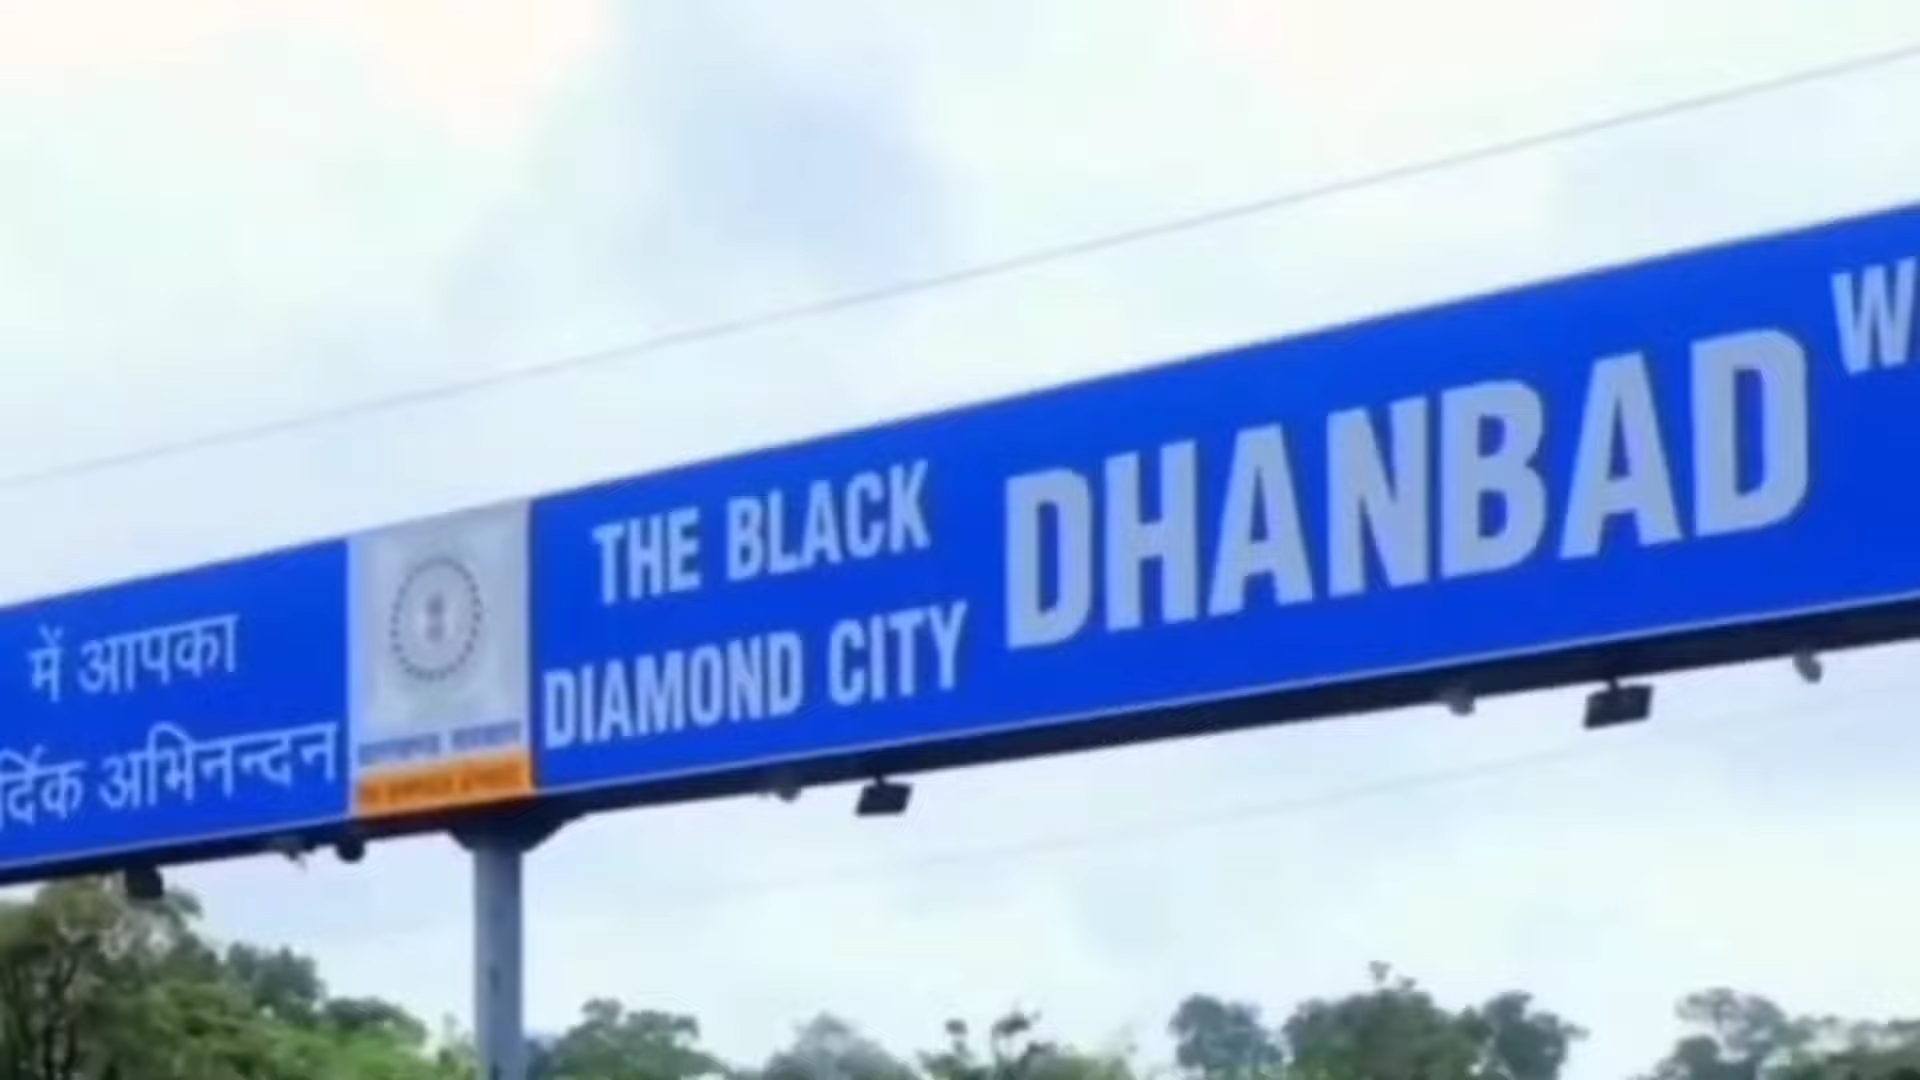 में आपका
र्दिक अभिनन्दन
THE BLACK
DIAMOND CITY
DHANBAD